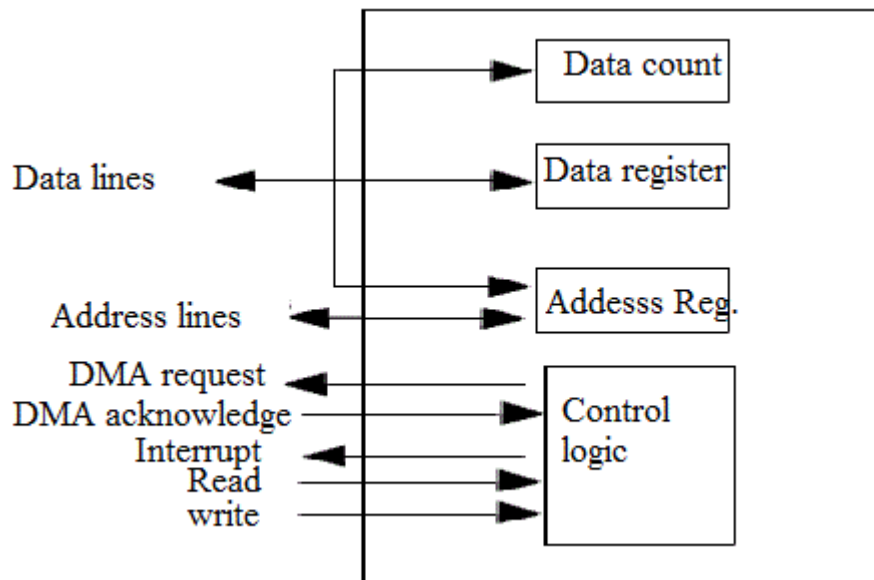 Data count
Data lines
Data register
Address lines
Addesss Reg.
DMA request
DMA acknowledge
Interrupt
Read
write
Control
logic